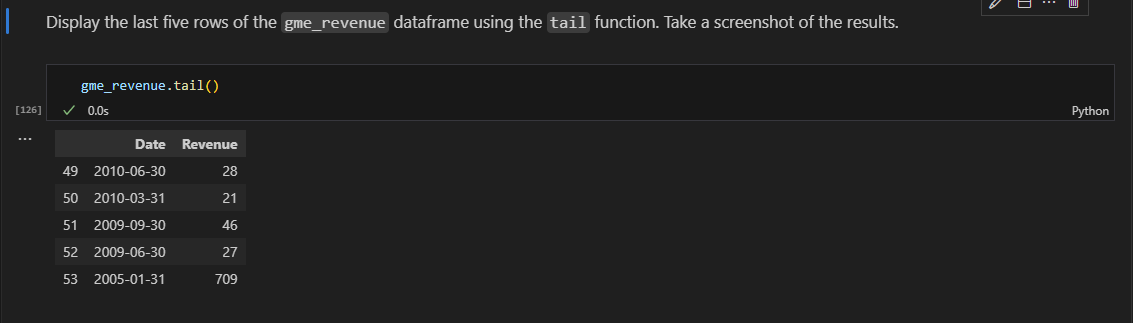 Display the last five rows of the gme_revenue dataframe using the tail function. Take a screenshot of the results.
gme_revenue.tail()
[126] 0.0s Python
...
Date Revenue
49 2010-06-30 28
50 2010-03-31 21
51 2009-09-30 46
52 2009-06-30 27
53 2005-01-31 709